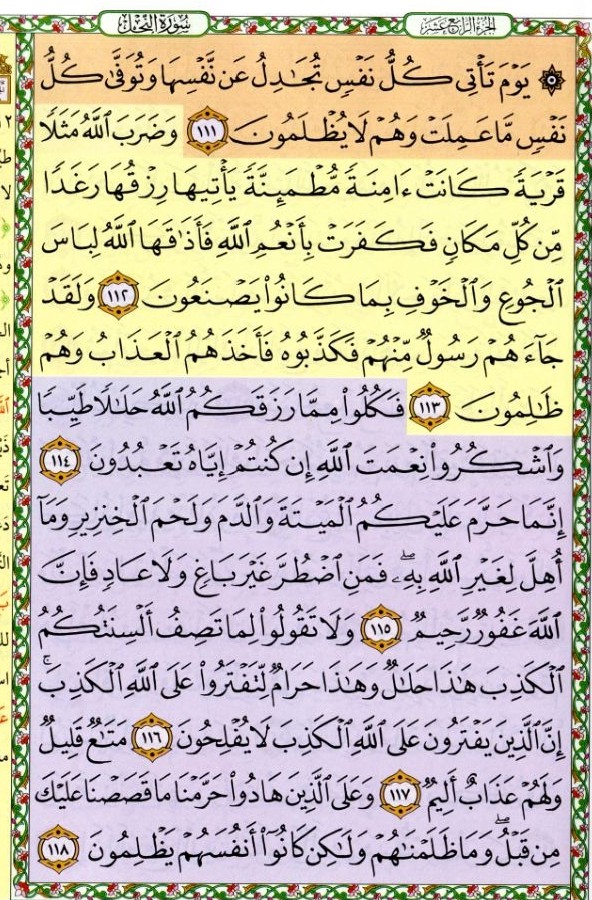 سورة النحل
الجزء الرابع عشر
۞ يَوْمَ تَأْتِى كُلُّ نَفْسٍ تُجَٰدِلُ عَن نَّفْسِهَا وَتُوَفَّىٰ كُلُّ
نَفْسٍ مَّا عَمِلَتْ وَهُمْ لَا يُظْلَمُونَ ١١١ وَضَرَبَ ٱللَّهُ مَثَلًا
قَرْيَةً كَانَتْ ءَامِنَةً مُّطْمَئِنَّةً يَأْتِيهَا رِزْقُهَا رَغَدًا
مِّن كُلِّ مَكَانٍ فَكَفَرَتْ بِأَنْعُمِ ٱللَّهِ فَأَذَٰقَهَا ٱللَّهُ لِبَاسَ
ٱلْجُوعِ وَٱلْخَوْفِ بِمَا كَانُوا۟ يَصْنَعُونَ ١١٢ وَلَقَدْ
جَآءَهُمْ رَسُولٌ مِّنْهُمْ فَكَذَّبُوهُ فَأَخَذَهُمُ ٱلْعَذَابُ وَهُمْ
ظَٰلِمُونَ ١١٣ فَكُلُوا۟ مِمَّا رَزَقَكُمُ ٱللَّهُ حَلَٰلًا طَيِّبًا
وَٱشْكُرُوا۟ نِعْمَتَ ٱللَّهِ إِن كُنتُمْ إِيَّاهُ تَعْبُدُونَ ١١٤
إِنَّمَا حَرَّمَ عَلَيْكُمُ ٱلْمَيْتَةَ وَٱلدَّمَ وَلَحْمَ ٱلْخِنزِيرِ وَمَآ
أُهِلَّ لِغَيْرِ ٱللَّهِ بِهِۦۖ فَمَنِ ٱضْطُرَّ غَيْرَ بَاغٍ وَلَا عَادٍ فَإِنَّ
ٱللَّهَ غَفُورٌ رَّحِيمٌ ١١٥ وَلَا تَقُولُوا۟ لِمَا تَصِفُ أَلْسِنَتُكُمُ
ٱلْكَذِبَ هَٰذَا حَلَٰلٌ وَهَٰذَا حَرَامٌ لِّتَفْتَرُوا۟ عَلَى ٱللَّهِ ٱلْكَذِبَۚ
إِنَّ ٱلَّذِينَ يَفْتَرُونَ عَلَى ٱللَّهِ ٱلْكَذِبَ لَا يُفْلِحُونَ ١١٦ مَتَٰعٌ قَلِيلٌ
وَلَهُمْ عَذَابٌ أَلِيمٌ ١١٧ وَعَلَى ٱلَّذِينَ هَادُوا۟ حَرَّمْنَا مَا قَصَصْنَا عَلَيْكَ
مِن قَبْلُۖ وَمَا ظَلَمْنَٰهُمْ وَلَٰكِن كَانُوٓا۟ أَنفُسَهُمْ يَظْلِمُونَ ١١٨